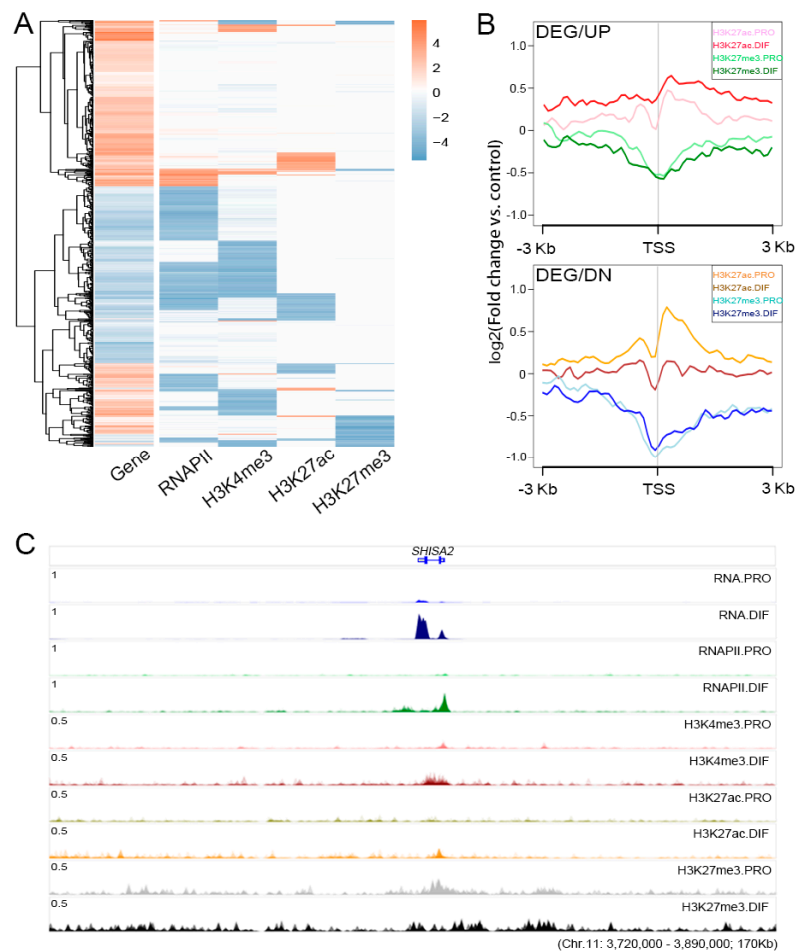 A
4
2
0
-2
-4
Gene
RNAPII
H3K4me3
H3K27ac
H3K27me3
B
DEG/UP
H3K27ac.PRO
H3K27ac.DIF
H3K27me3.PRO
H3K27me3.DIF
1.0
0.5
0
-0.5
-1.0
-3 Kb
TSS
3 Kb
log2(Fold change vs. control)
DEG/DN
H3K27ac.PRO
H3K27ac.DIF
H3K27me3.PRO
H3K27me3.DIF
1.0
0.5
0
-0.5
-1.0
-3 Kb
TSS
3 Kb
C
SHISA2
1
RNA.PRO
1
RNA.DIF
1
RNAPII.PRO
1
RNAPII.DIF
0.5
H3K4me3.PRO
0.5
H3K4me3.DIF
0.5
H3K27ac.PRO
0.5
H3K27ac.DIF
0.5
H3K27me3.PRO
0.5
H3K27me3.DIF
(Chr.11: 3,720,000 - 3,890,000; 170Kb)